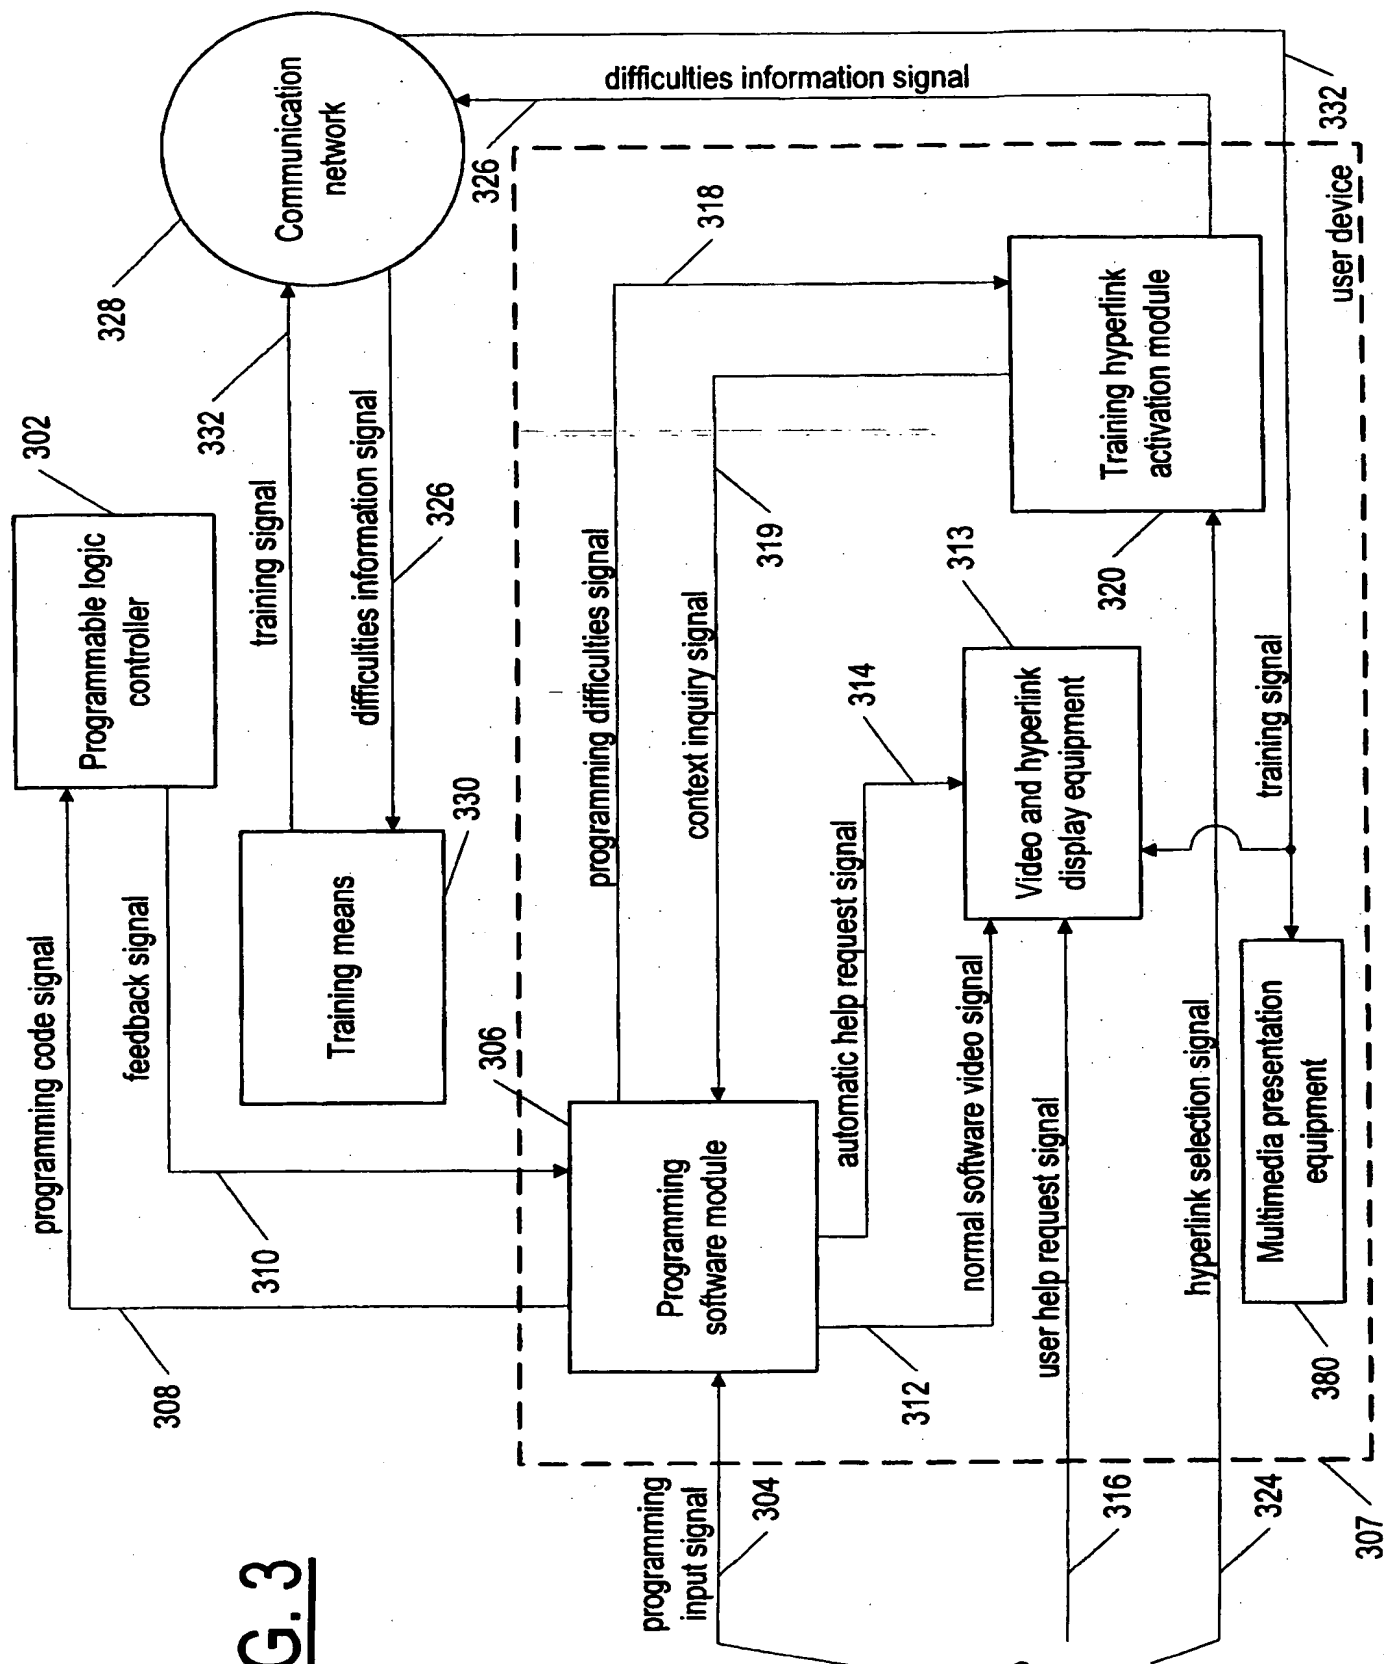 G. 3
302
Programmable logic
controller
programming code signal
308
feedback signal
310
Training means
330
training signal
332
difficulties information signal
326
328
Communication
network
difficulties information signal
326
332
306
Programming
software module
programming
input signal
304
programming difficulties signal
318
context inquiry signal
319
automatic help request signal
314
normal software video signal
312
313
Video and hyperlink
display equipment
user help request signal
316
Training hyperlink
activation module
320
hyperlink selection signal
324
training signal
Multimedia presentation
equipment
380
user device
307